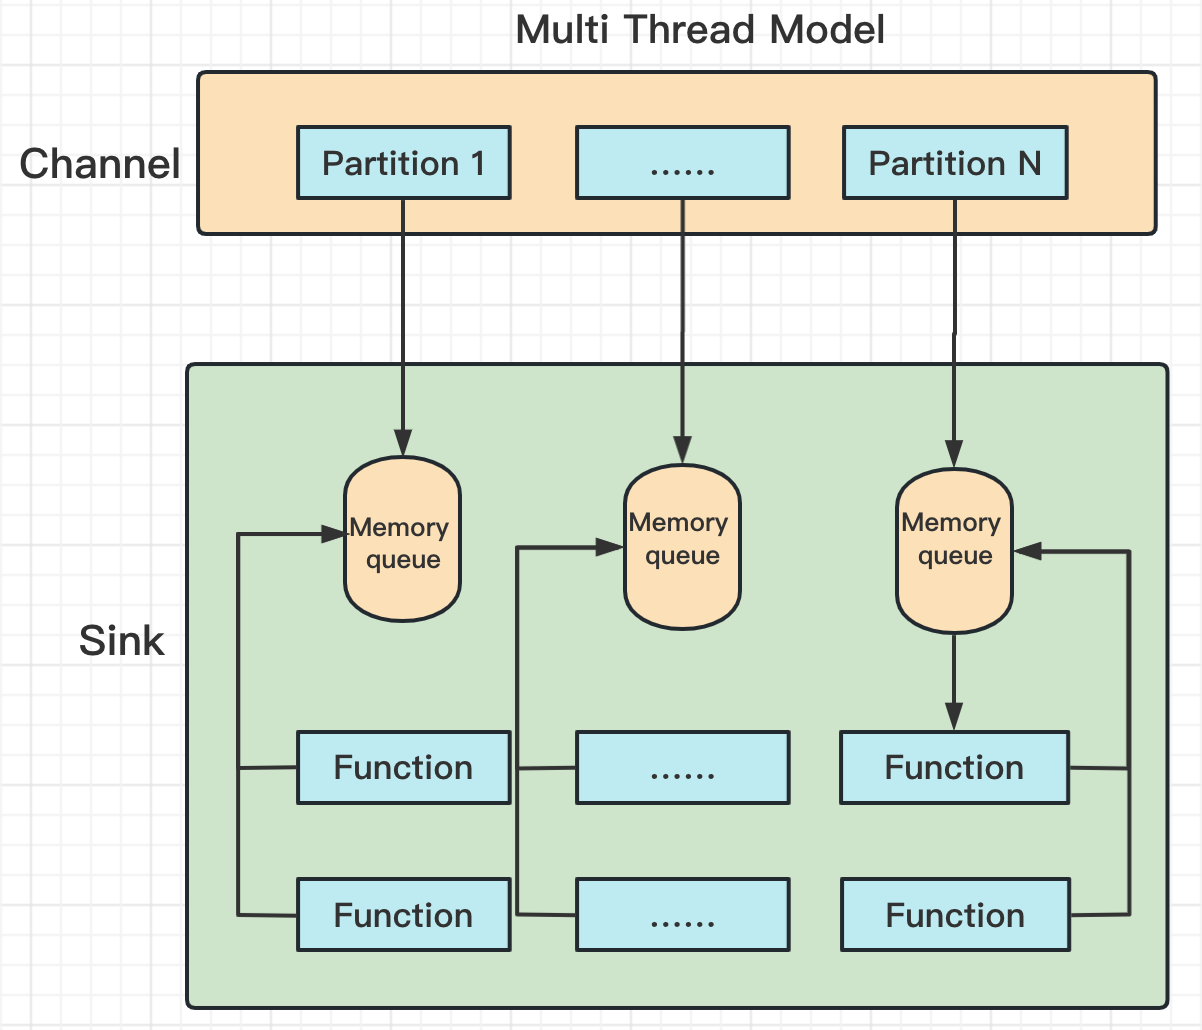 Multi Thread Model
Channel
Partition 1
......
Partition N
Memory
queue
Memory
queue
Memory
queue
Sink
Function
......
Function
Function
......
Function